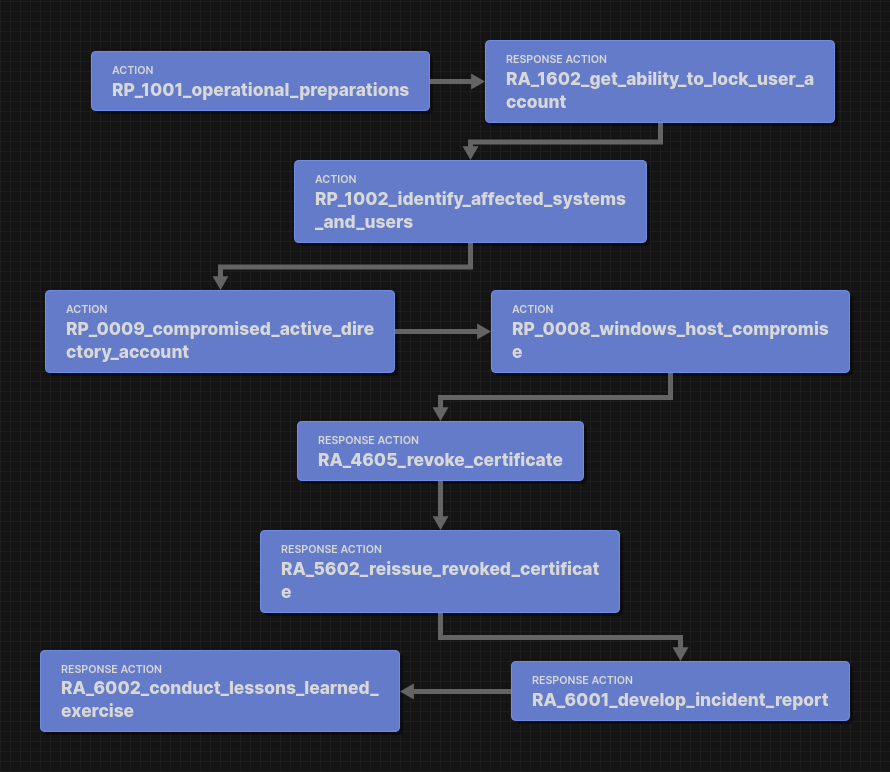 ACTION
RP_1001_operational_preparations
RESPONSE ACTION
RA_1602_get_ability_to_lock_user_a
ccount
ACTION
RP_1002_identify_affected_systems
_and_users
ACTION
RP_0009_compromised_active_dire
ctory_account
ACTION
RP_0008_windows_host_compromis
e
RESPONSE ACTION
RA_4605_revoke_certificate
RESPONSE ACTION
RA_5602_reissue_revoked_certificat
e
RESPONSE ACTION
RA_6001_develop_incident_report
RESPONSE ACTION
RA_6002_conduct_lessons_learned_
exercise